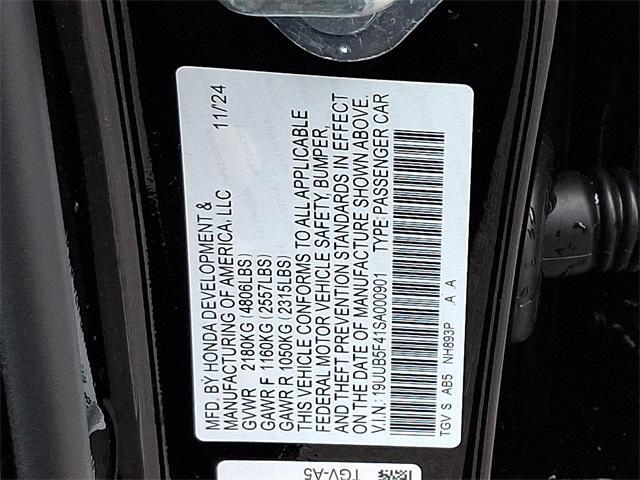 MFD. BY HONDA DEVELOPMENT &
MANUFACTURING OF AMERICA, LLC 11/24
GVWR 2180KG (4806LBS)
GAWR F 1160KG (2557LBS)
GAWR R 1050KG (2315LBS)
THIS VEHICLE CONFORMS TO ALL APPLICABLE
FEDERAL MOTOR VEHICLE SAFETY, BUMPER,
AND THEFT PREVENTION STANDARDS IN EFFECT
ON THE DATE OF MANUFACTURE SHOWN ABOVE.
V.I.N.: 19UUB5F41SA000901 TYPE:PASSENGER CAR
TGV S AB5 NH893P A A
TGV-A5